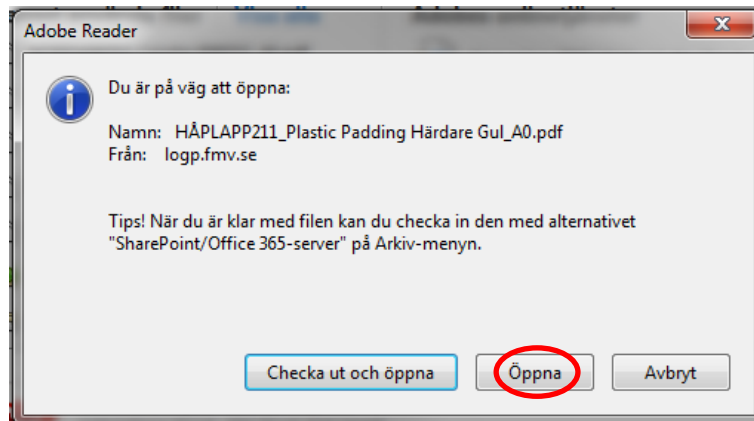 Adobe Reader
Du är på väg att öppna:
Namn: HÅPLAPP211_Plastic Padding Härdare Gul_A0.pdf
Från: logp.fmv.se
Tips! När du är klar med filen kan du checka in den med alternativet
"SharePoint/Office 365-server" på Arkiv-menyn.
Checka ut och öppna Öppna Avbryt